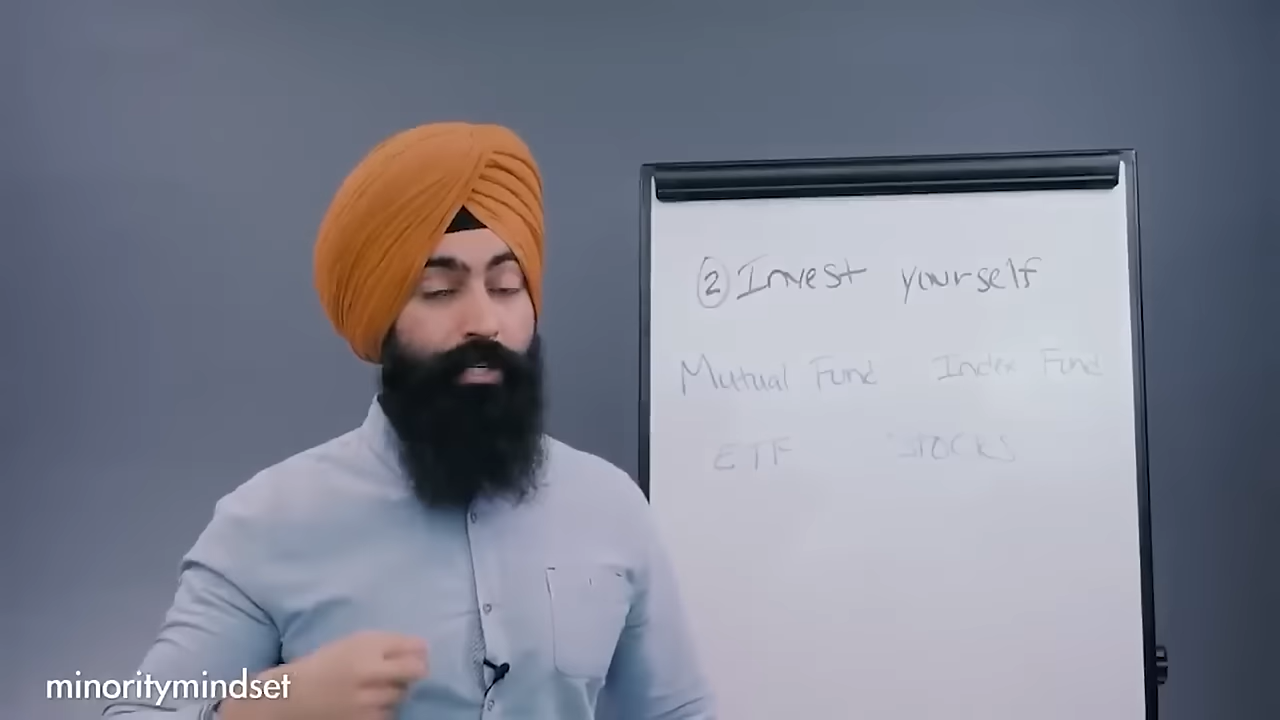 ② Invest yourself
Mutual Fund Index Fund
ETF STOCKS
minoritymindset